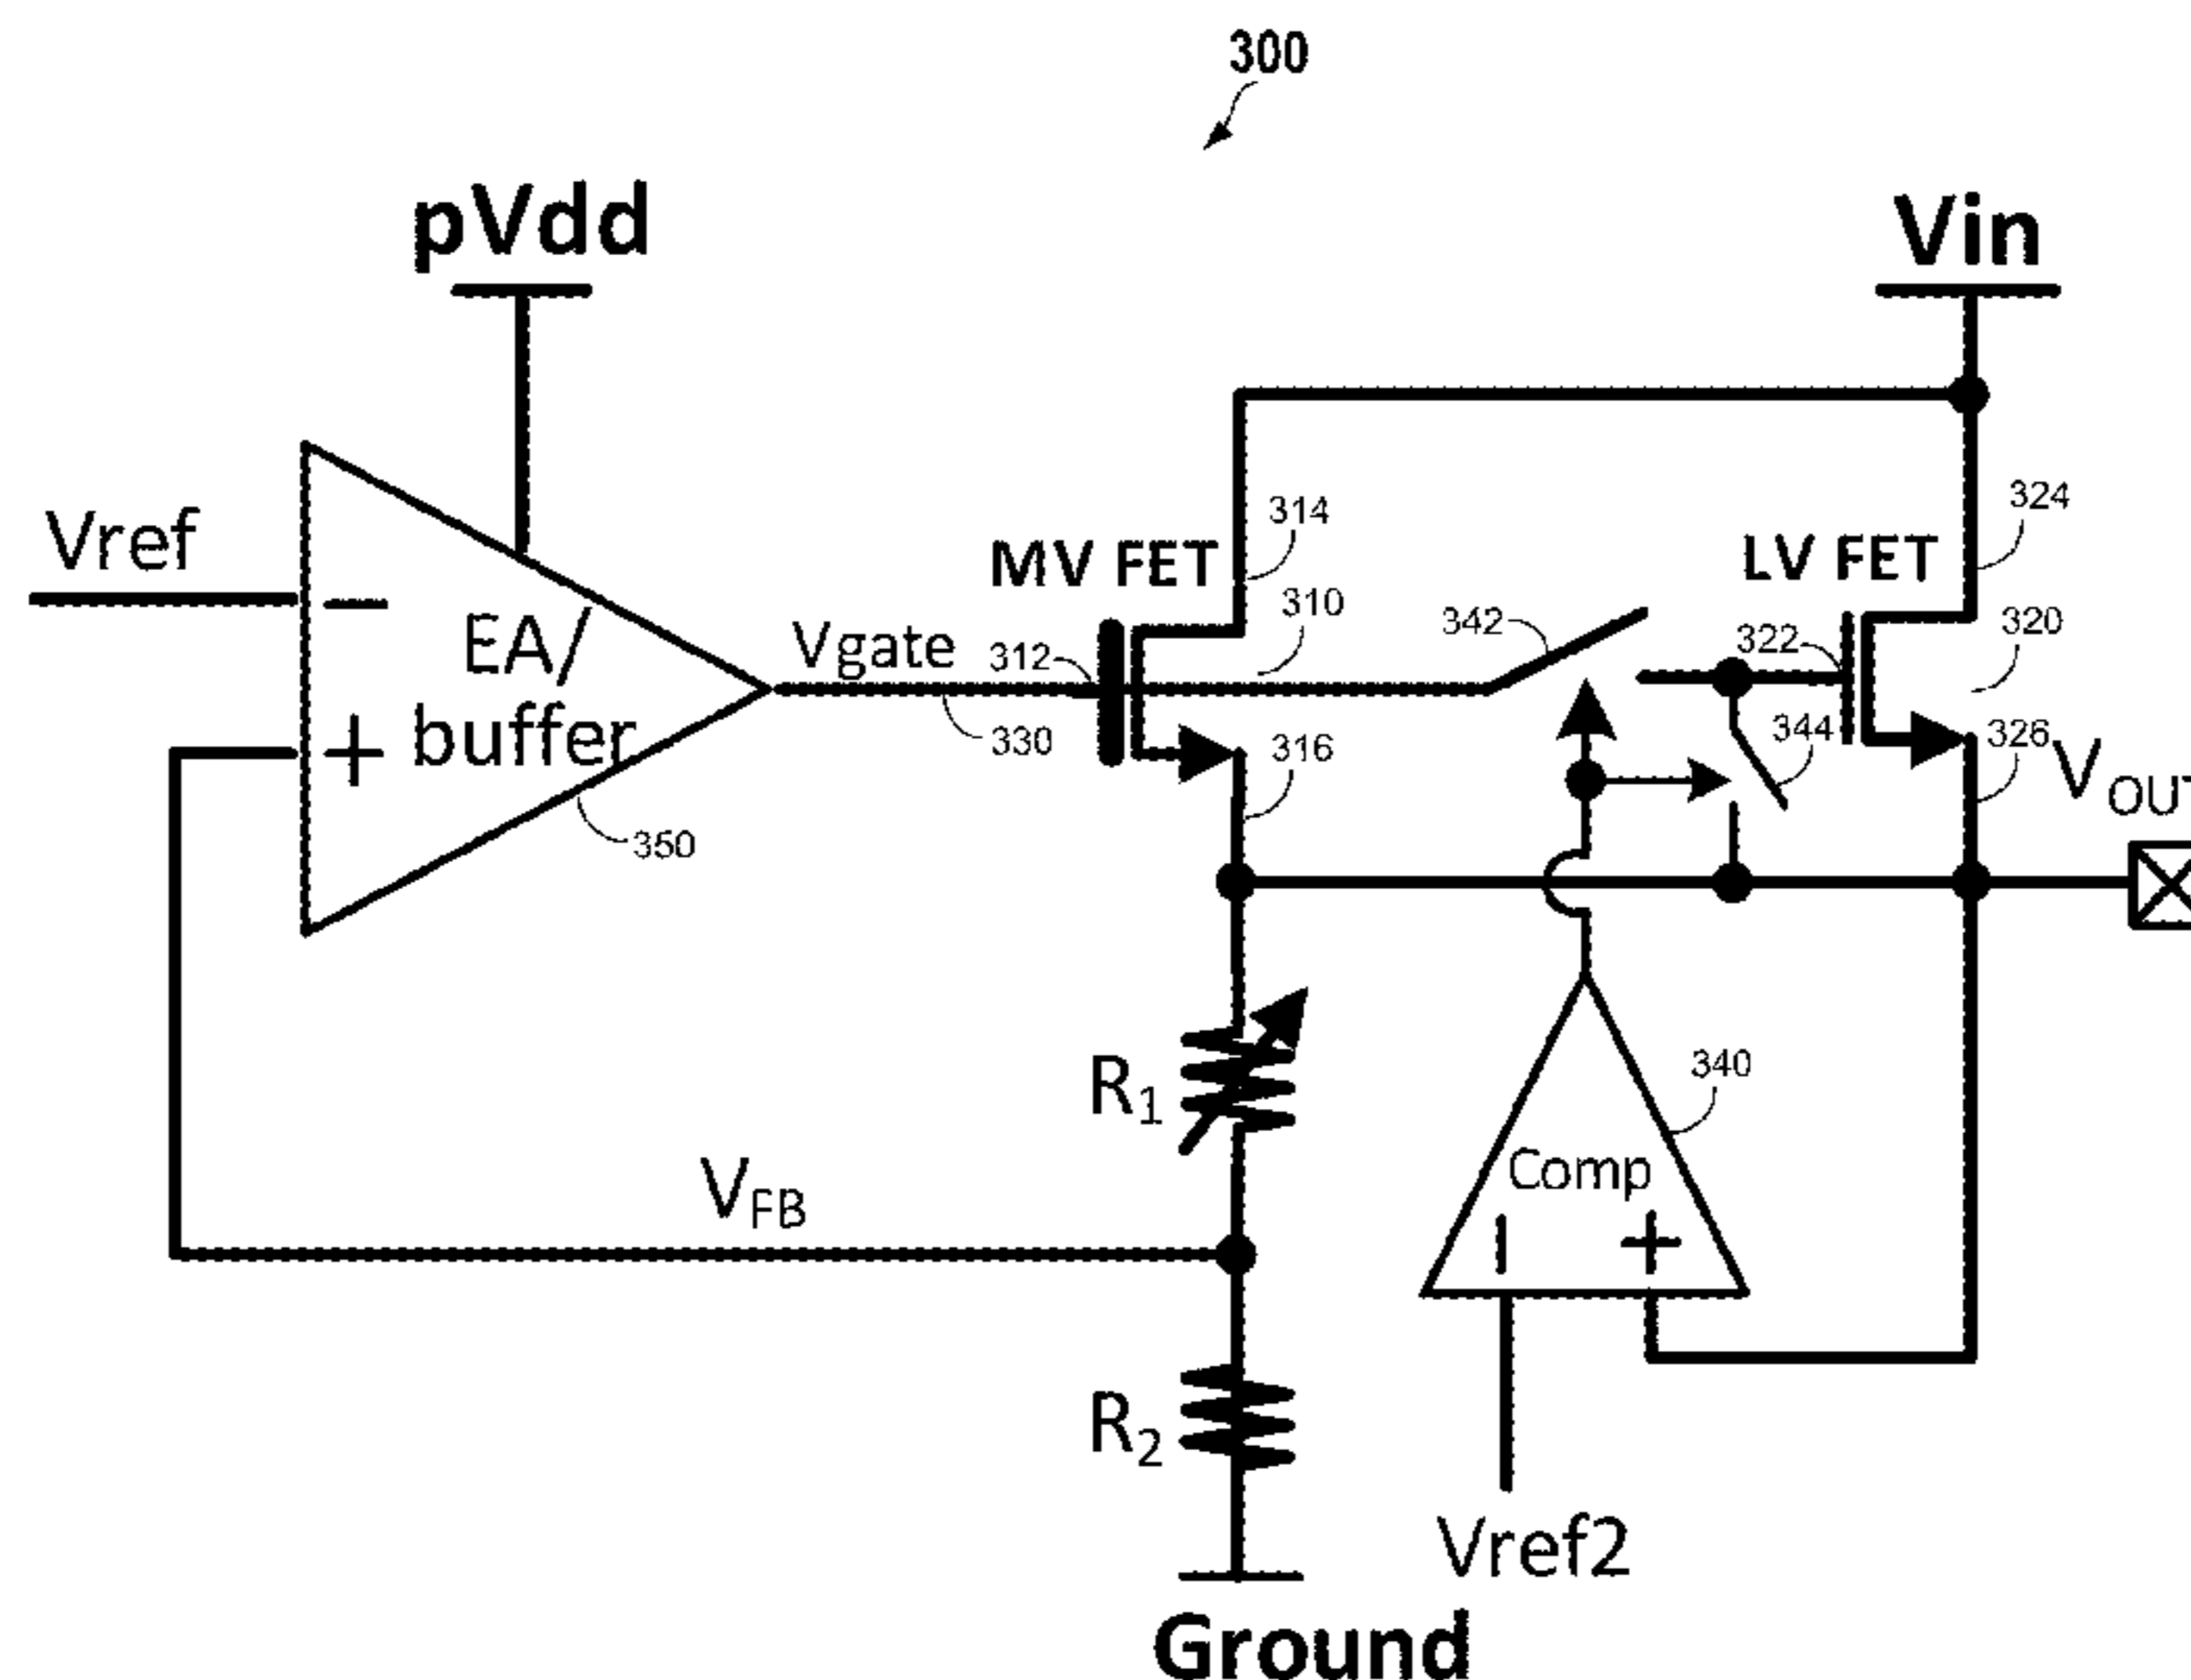 300
pVdd
Vin
Vref
−
EA/
buffer
+
350
Vgate
330
MV FET
312
314
310
316
342
LV FET
322
324
320
344
326
VOUT
R1
VFB
R2
Comp
− +
340
Vref2
Ground